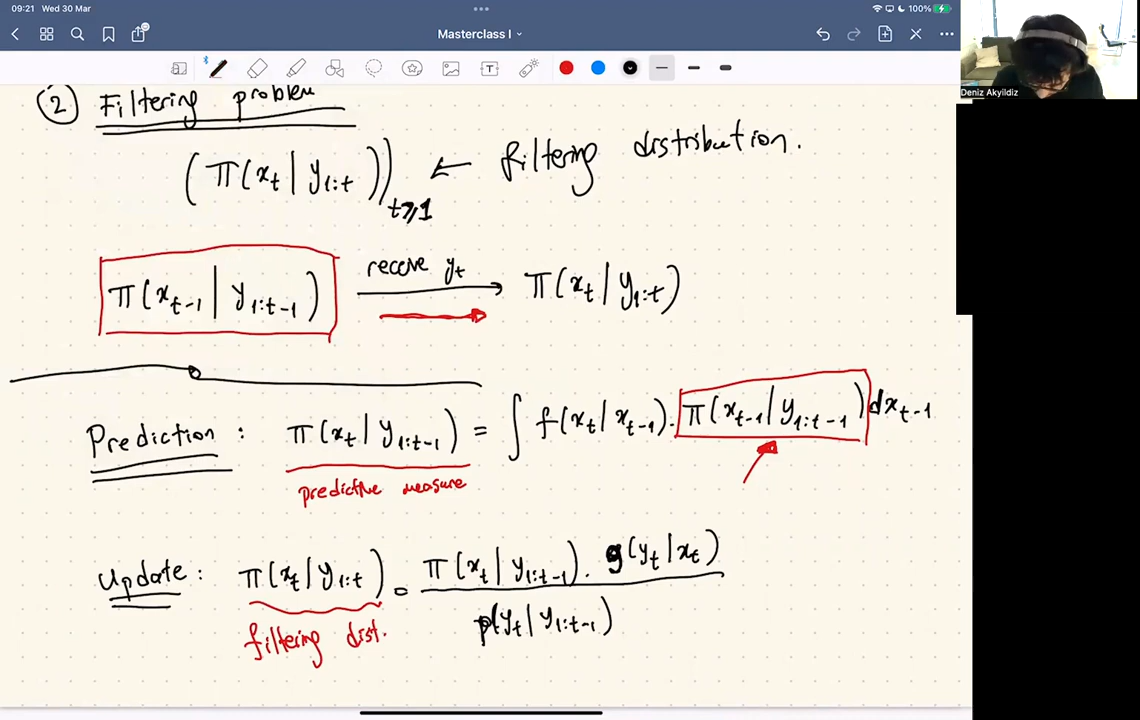 09:21 Wed 30 Mar
100%
Masterclass I
Deniz Akyildiz
② Filtering problem
(π(x_t | y_{1:t}))_{t≥1} ← filtering distribution.
π(x_{t-1} | y_{1:t-1}) receive y_t → π(x_t | y_{1:t})
Prediction : π(x_t | y_{1:t-1}) = ∫ f(x_t | x_{t-1}) . π(x_{t-1} | y_{1:t-1}) dx_{t-1}
predictive measure
Update : π(x_t | y_{1:t}) = π(x_t | y_{1:t-1}) . g(y_t | x_t)
p(y_t | y_{1:t-1})
filtering dist.